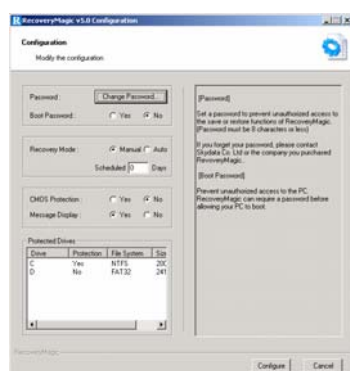 RecoveryMagic v5.0 Configuration
Configuration
Modify the configuration
Password : Change Password...
Boot Password : Yes No
Recovery Mode : Manual Auto
Scheduled 0 Days
CMOS Protection : Yes No
Message Display : Yes No
Protected Drives
Drive Protection File System Siz
C Yes NTFS 20C
D No FAT32 241
[Password]
Set a password to prevent unauthorized access to
the save or restore functions of RecoveryMagic.
(Password must be 8 characters or less)
If you forget your password, please contact
Skydata Co. Ltd or the company you purchased
RecoveryMagic.
[Boot Password]
Prevent unauthorized access to the PC.
RecoveryMagic can require a password before
allowing your PC to boot.
RecoveryMagic
Configure Cancel